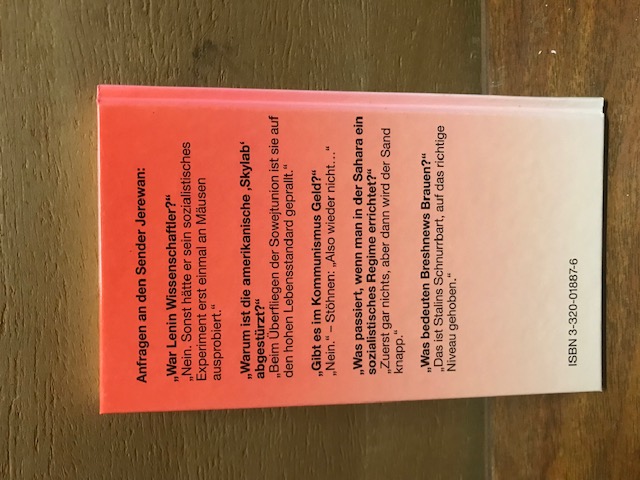 Anfragen an den Sender Jerewan:
„War Lenin Wissenschaftler?“
„Nein. Sonst hätte er sein sozialistisches
Experiment erst einmal an Mäusen
ausprobiert.“
„Warum ist die amerikanische ‚Skylab‘
abgestürzt?“
„Beim Überfliegen der Sowejtunion ist sie auf
den hohen Lebensstandard geprallt.“
„Gibt es im Kommunismus Geld?“
„Nein.“ – Stöhnen: „Also wieder nicht...“
„Was passiert, wenn man in der Sahara ein
sozialistisches Regime errichtet?“
„Zuerst gar nichts, aber dann wird der Sand
knapp.“
„Was bedeuten Breshnews Brauen?“
„Das ist Stalins Schnurrbart, auf das richtige
Niveau gehoben.“
ISBN 3-320-01887-6